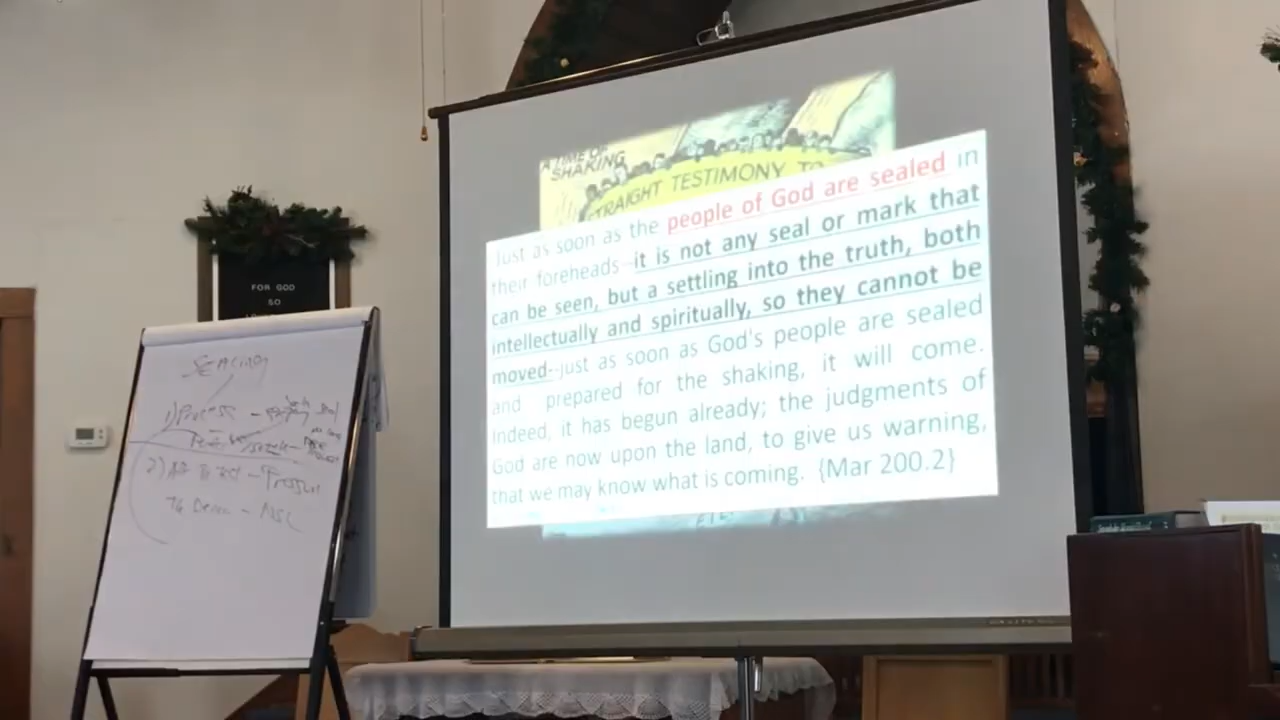 A TIME OF
SHAKING
STRAIGHT TESTIMONY TO
Just as soon as the people of God are sealed in
their foreheads--it is not any seal or mark that
can be seen, but a settling into the truth, both
intellectually and spiritually, so they cannot be
moved--just as soon as God's people are sealed
and prepared for the shaking, it will come.
Indeed, it has begun already; the judgments of
God are now upon the land, to give us warning,
that we may know what is coming. {Mar 200.2}
FOR GOD
SO
SEALING
1) Process -
2)